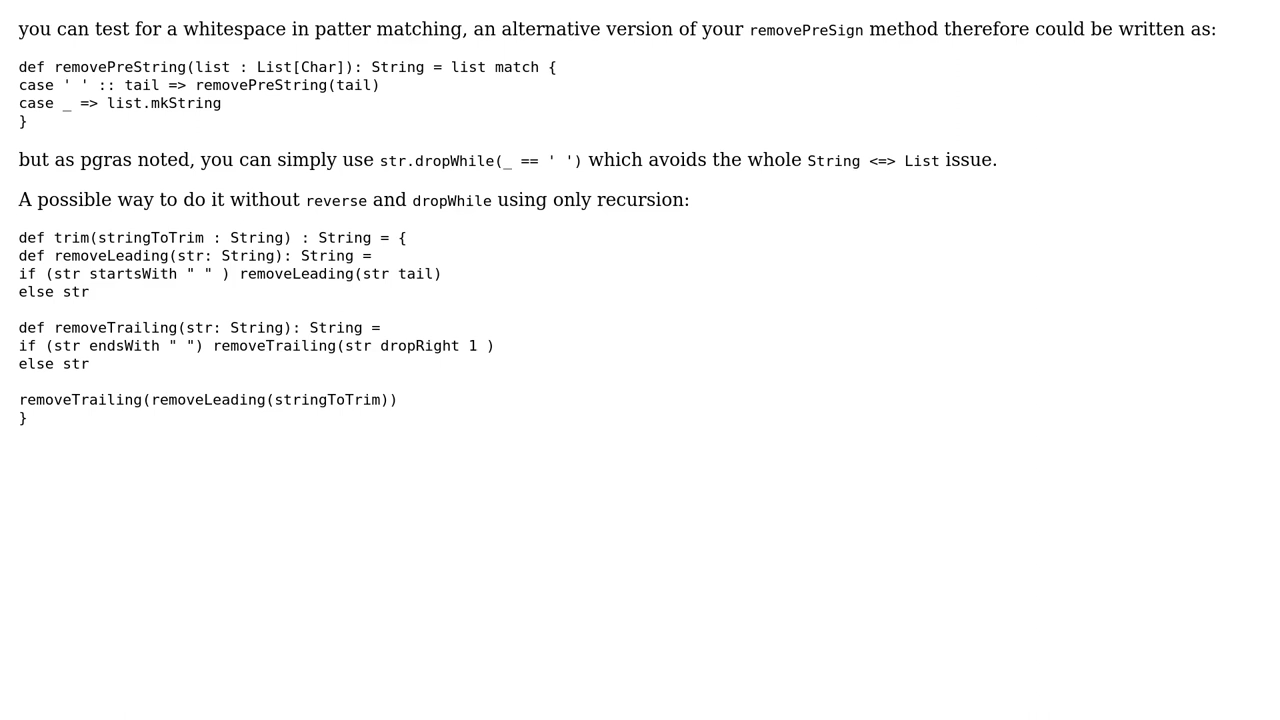 you can test for a whitespace in patter matching, an alternative version of your removePreSign method therefore could be written as:
def removePreString(list : List[Char]): String = list match {
case ' ' :: tail => removePreString(tail)
case _ => list.mkString
}
but as pgras noted, you can simply use str.dropWhile(_ == ' ') which avoids the whole String <=> List issue.
A possible way to do it without reverse and dropWhile using only recursion:
def trim(stringToTrim : String) : String = {
def removeLeading(str: String): String =
if (str startsWith " " ) removeLeading(str tail)
else str
def removeTrailing(str: String): String =
if (str endsWith " ") removeTrailing(str dropRight 1 )
else str
removeTrailing(removeLeading(stringToTrim))
}